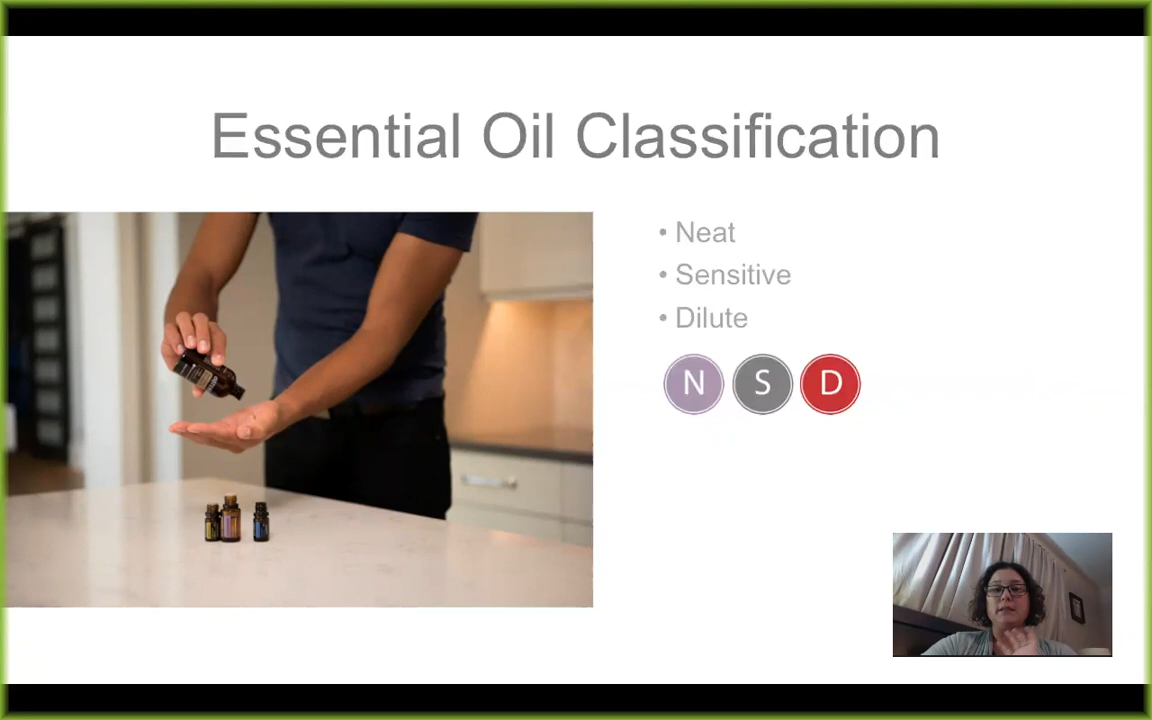 Essential Oil Classification
• Neat
• Sensitive
• Dilute
N S D